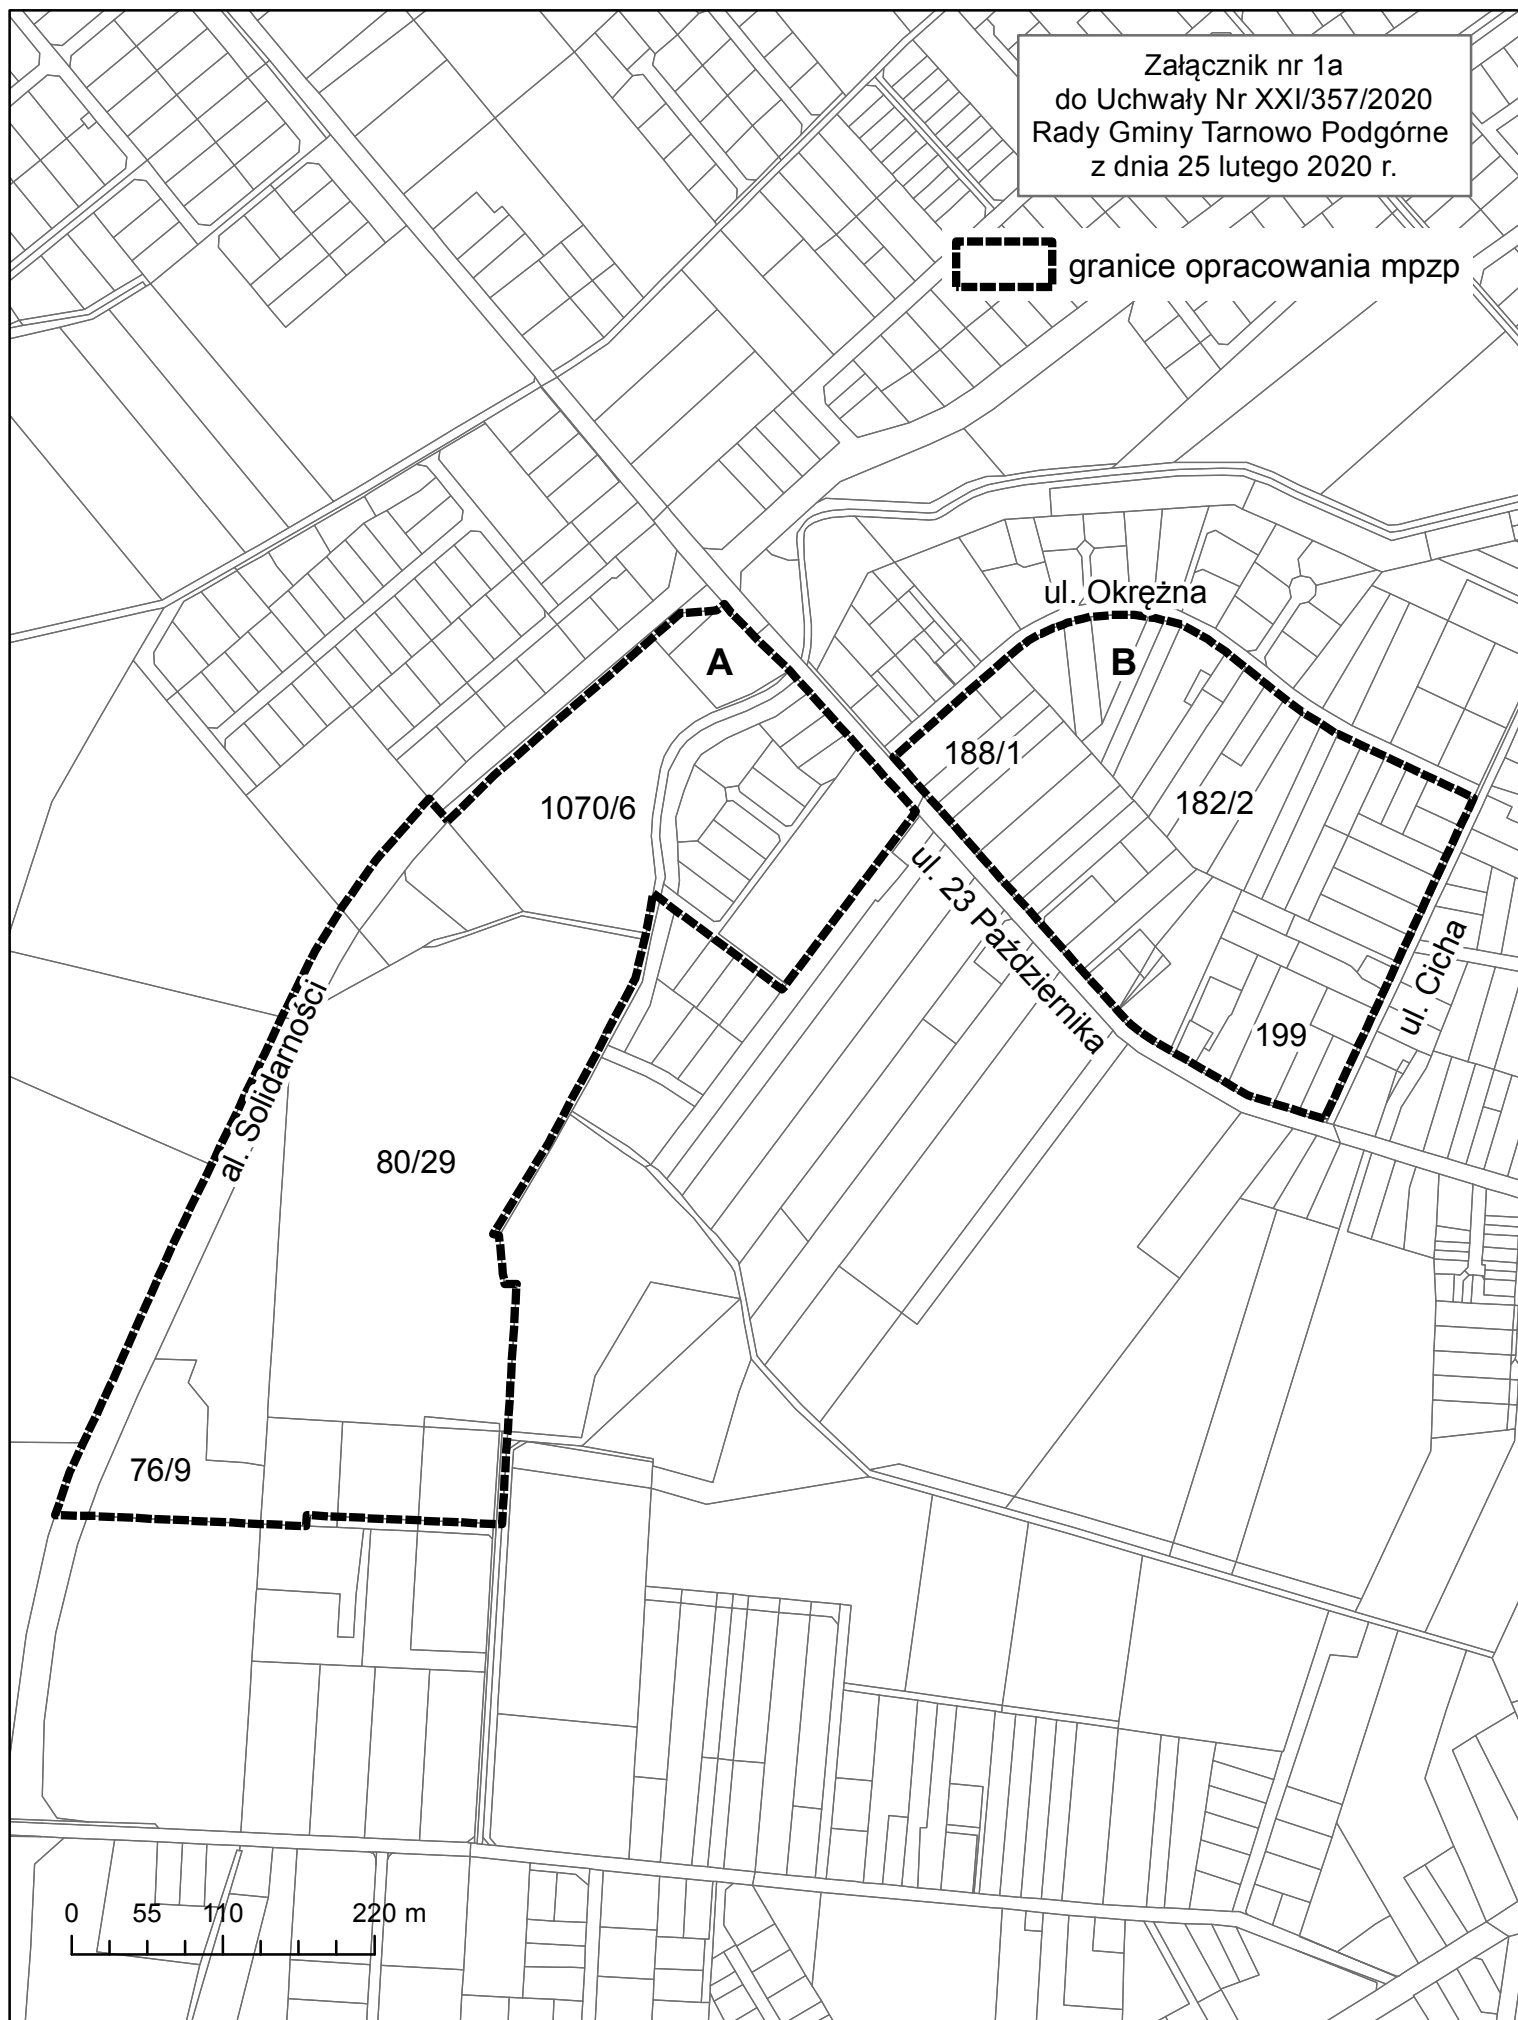 Załącznik nr 1a
do Uchwały Nr XXI/357/2020
Rady Gminy Tarnowo Podgórne
z dnia 25 lutego 2020 r.
granice opracowania mpzp
ul. Okrężna
A
B
188/1
182/2
1070/6
ul. 23 Października
ul. Cicha
199
al. Solidarności
80/29
76/9
0 55 110 220 m